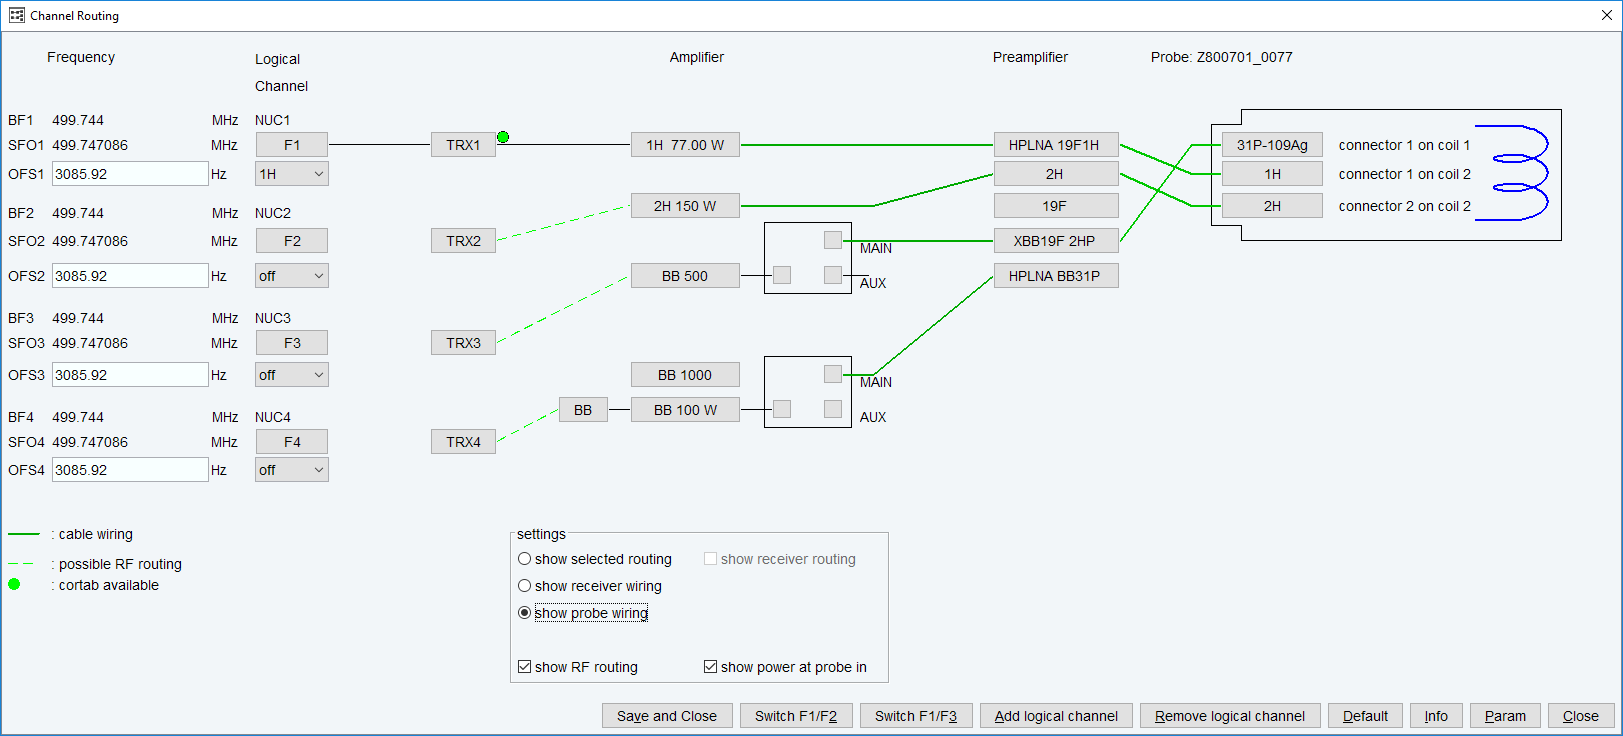 Channel Routing
Frequency
Logical
Channel
Amplifier
Preamplifier
Probe: Z800701_0077
BF1 499.744 MHz NUC1
SFO1 499.747086 MHz F1 TRX1 1H 77.00 W HPLNA 19F1H 31P-109Ag connector 1 on coil 1
OFS1 3085.92 Hz 1H 2H 1H connector 1 on coil 2
BF2 499.744 MHz NUC2 2H 150 W 19F 2H connector 2 on coil 2
SFO2 499.747086 MHz F2 TRX2 MAIN XBB19F 2HP
OFS2 3085.92 Hz off BB 500 AUX HPLNA BB31P
BF3 499.744 MHz NUC3
SFO3 499.747086 MHz F3 TRX3
OFS3 3085.92 Hz off BB 1000 MAIN
BF4 499.744 MHz NUC4 BB BB 100 W AUX
SFO4 499.747086 MHz F4 TRX4
OFS4 3085.92 Hz off
: cable wiring
: possible RF routing
: cortab available
settings
show selected routing show receiver routing
show receiver wiring
show probe wiring
show RF routing show power at probe in
Save and Close Switch F1/F2 Switch F1/F3 Add logical channel Remove logical channel Default Info Param Close